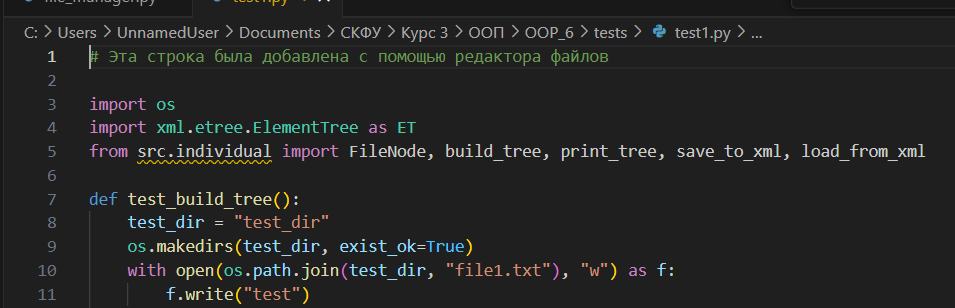 file_manager.py test1.py
C: > Users > UnnamedUser > Documents > СКФУ > Курс 3 > ООП > OOP_6 > tests > test1.py > ...
1 # Эта строка была добавлена с помощью редактора файлов
2
3 import os
4 import xml.etree.ElementTree as ET
5 from src.individual import FileNode, build_tree, print_tree, save_to_xml, load_from_xml
6
7 def test_build_tree():
8 test_dir = "test_dir"
9 os.makedirs(test_dir, exist_ok=True)
10 with open(os.path.join(test_dir, "file1.txt"), "w") as f:
11 f.write("test")